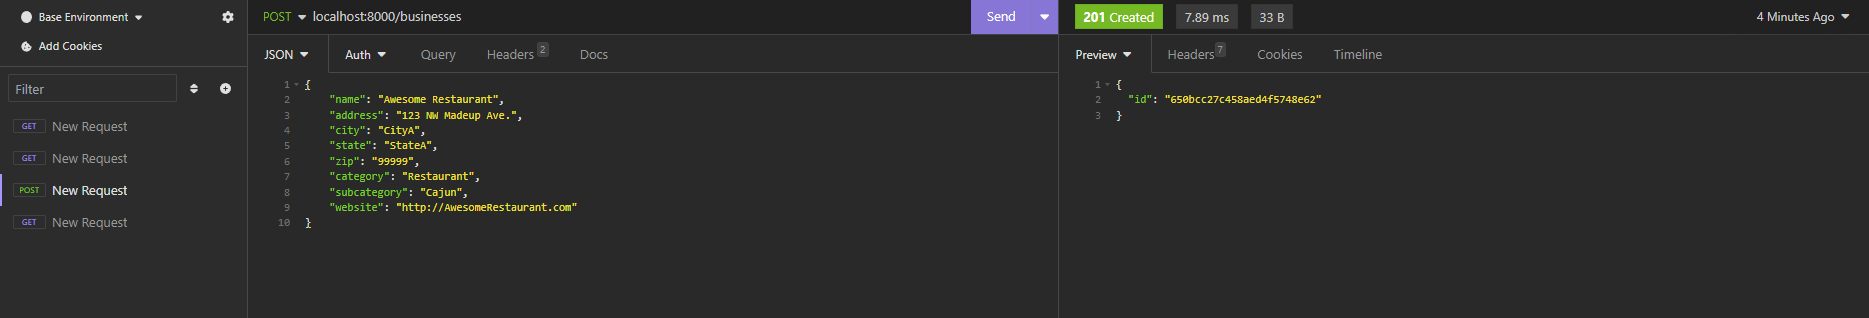 Base Environment
Add Cookies
Filter
GET New Request
GET New Request
POST New Request
GET New Request
POST localhost:8000/businesses Send
JSON Auth Query Headers 2 Docs
1 {
2 "name": "Awesome Restaurant",
3 "address": "123 NW Madeup Ave.",
4 "city": "CityA",
5 "state": "StateA",
6 "zip": "99999",
7 "category": "Restaurant",
8 "subcategory": "Cajun",
9 "website": "http://AwesomeRestaurant.com"
10 }
201 Created 7.89 ms 33 B 4 Minutes Ago
Preview Headers 7 Cookies Timeline
1 {
2 "id": "650bcc27c458aed4f5748e62"
3 }